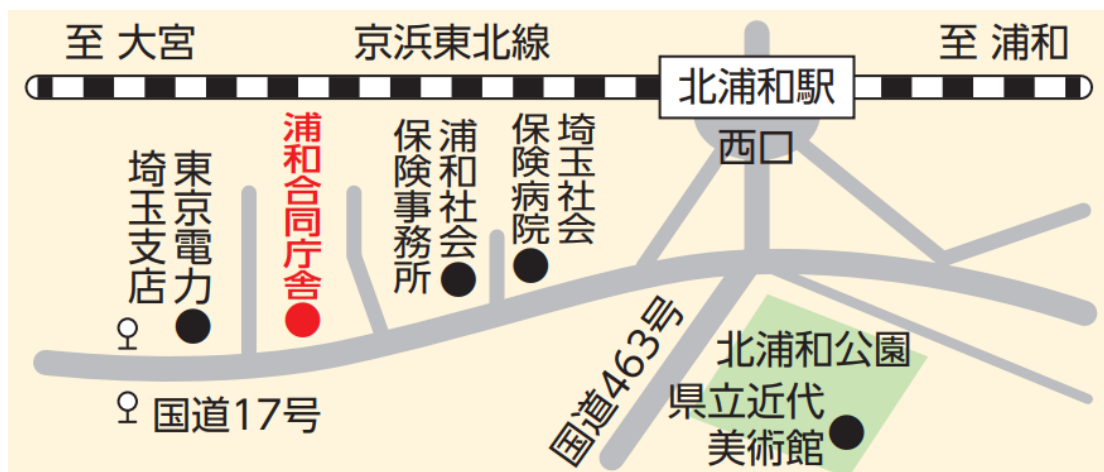 至 大宮
京浜東北線
至 浦和
北浦和駅
西口
埼玉社会
保険病院
浦和社会
保険事務所
浦和合同庁舎
東京電力
埼玉支店
国道17号
国道463号
北浦和公園
県立近代
美術館